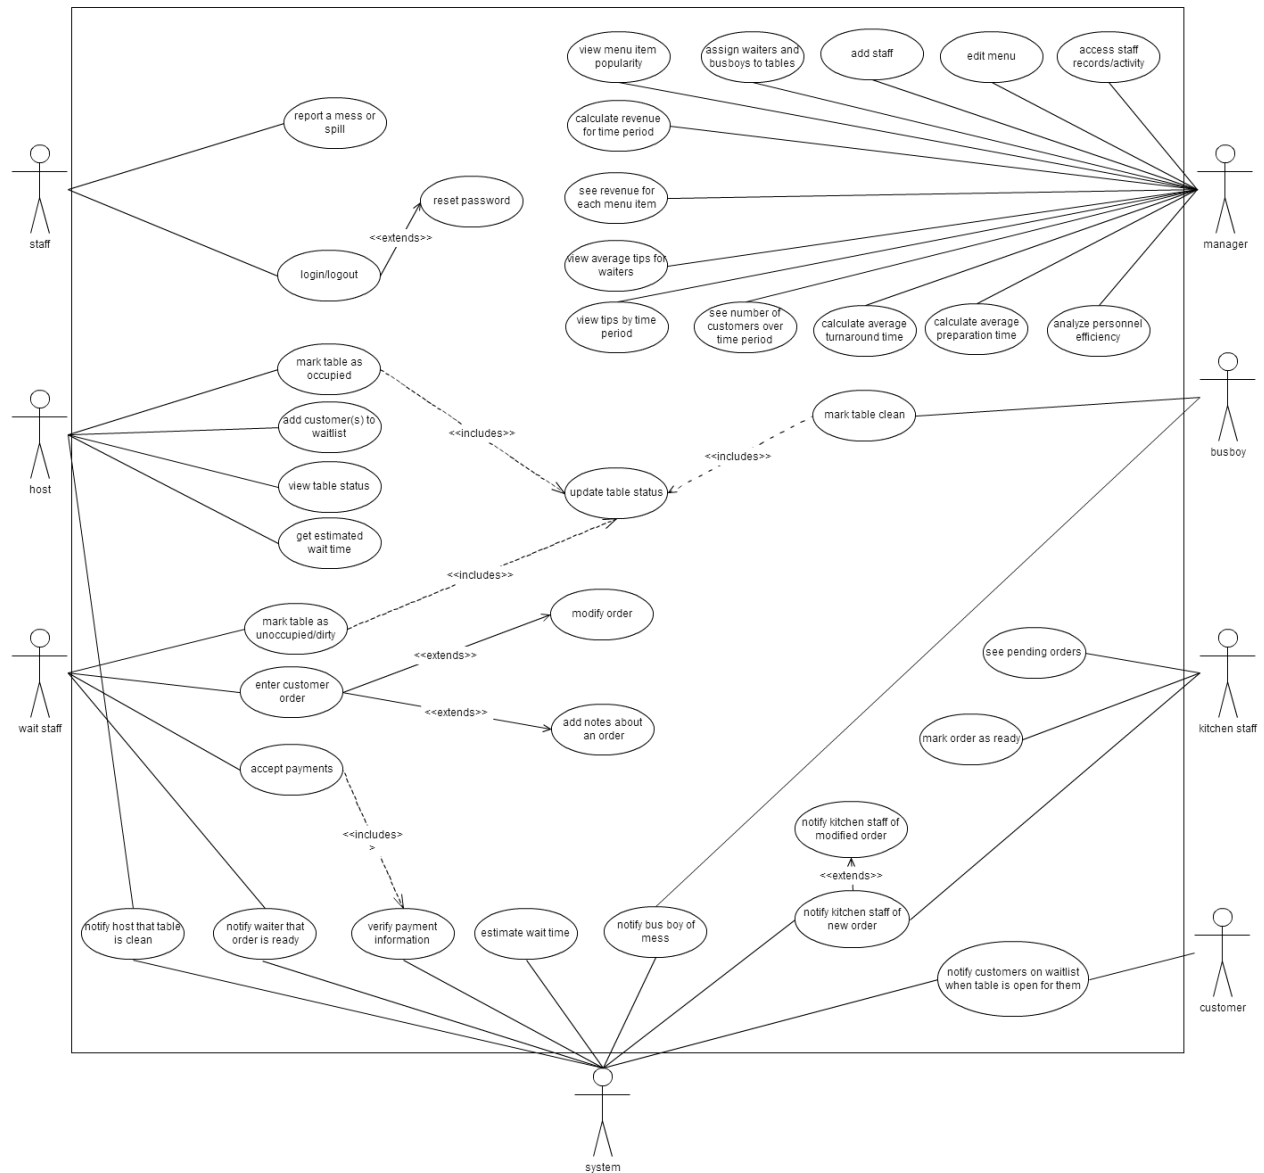 view menu item
popularity
assign waiters and
busboys to tables
add staff
edit menu
access staff
records/activity
report a mess or
spill
calculate revenue
for time period
staff
reset password
<<extends>>
login/logout
see revenue for
each menu item
manager
view average tips for
waiters
view tips by time
period
see number of
customers over
time period
calculate average
turnaround time
calculate average
preparation time
analyze personnel
efficiency
mark table as
occupied
add customer(s) to
waitlist
<<includes>>
mark table clean
<<includes>>
busboy
host
view table status
update table status
get estimated
wait time
<<includes>>
mark table as
unoccupied/dirty
modify order
<<extends>>
see pending orders
enter customer
order
<<extends>>
add notes about
an order
wait staff
kitchen staff
mark order as ready
accept payments
<<includes>
>
notify kitchen staff of
modified order
<<extends>>
notify host that table
is clean
notify waiter that
order is ready
verify payment
information
estimate wait time
notify bus boy of
mess
notify kitchen staff of
new order
notify customers on waitlist
when table is open for them
customer
system